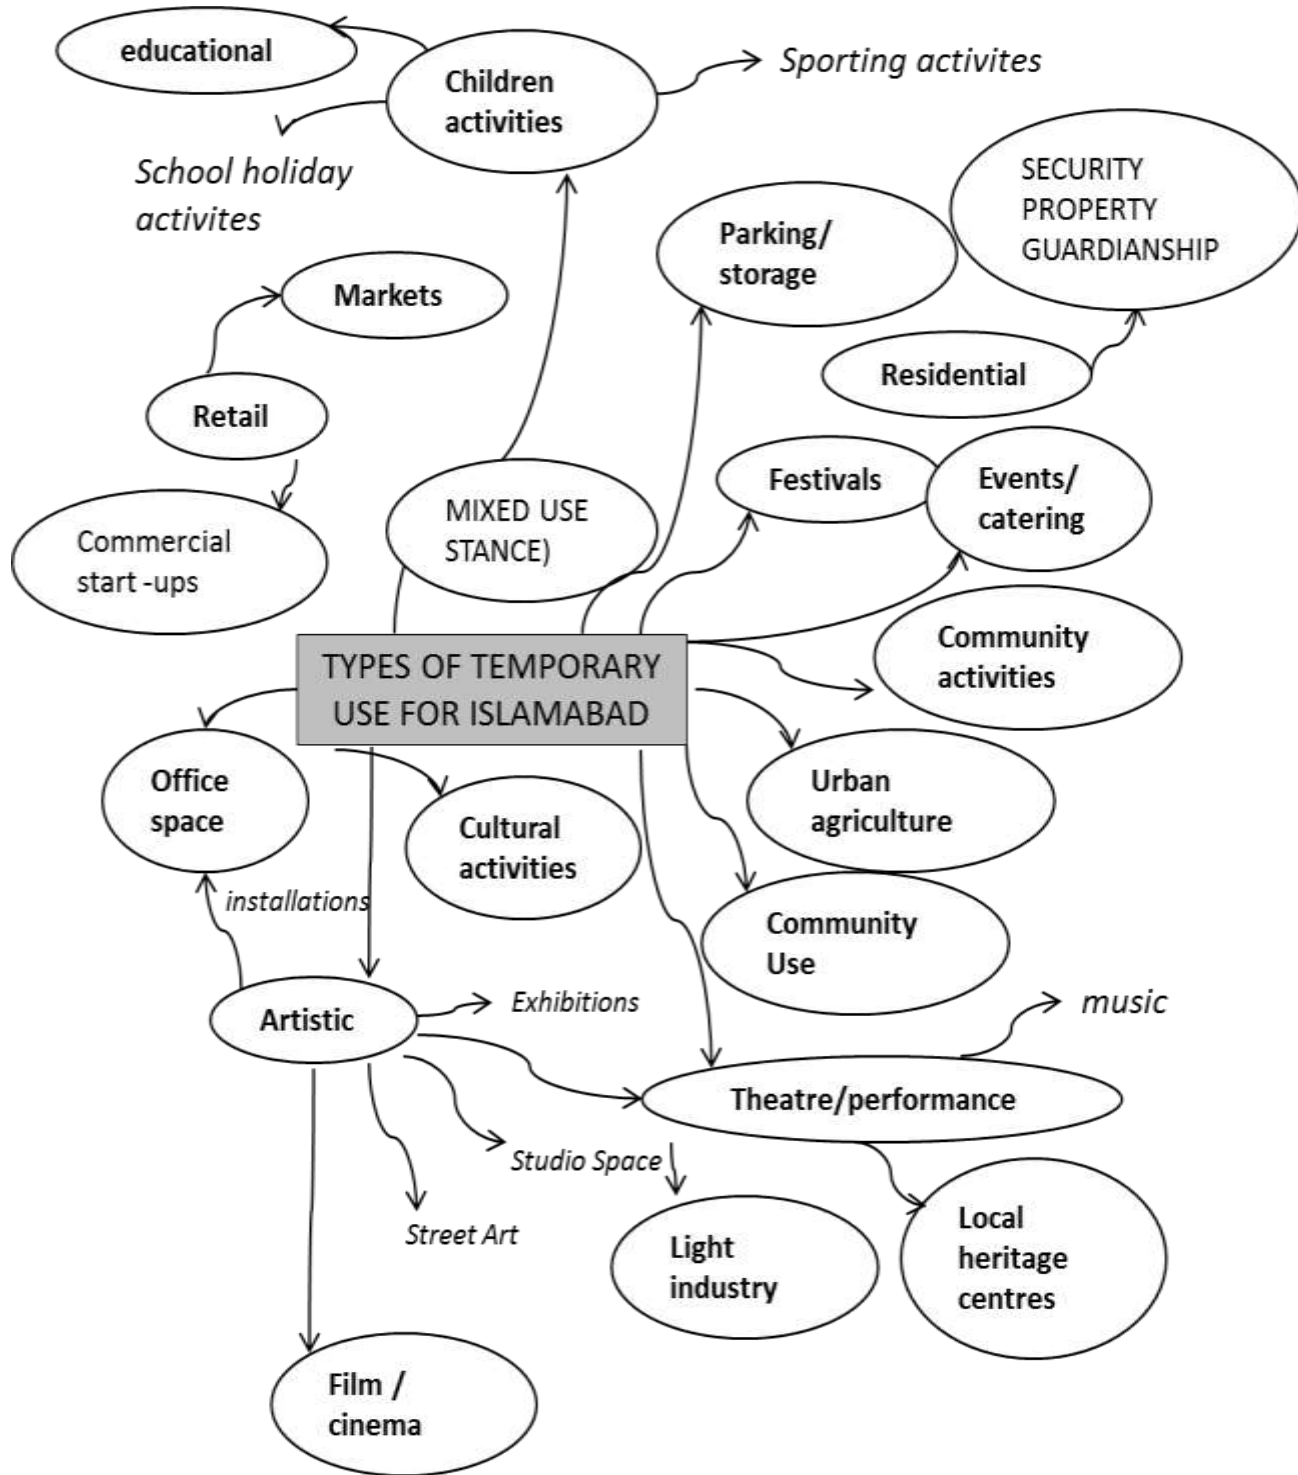 educational
Children
activities
Sporting activites
School holiday
activites
SECURITY
PROPERTY
GUARDIANSHIP
Parking/
storage
Markets
Residential
Retail
Festivals
Events/
catering
MIXED USE
STANCE)
Commercial
start -ups
Community
activities
TYPES OF TEMPORARY
USE FOR ISLAMABAD
Office
space
Urban
agriculture
Cultural
activities
installations
Community
Use
Artistic
Exhibitions
music
Theatre/performance
Studio Space
Street Art
Light
industry
Local
heritage
centres
Film /
cinema